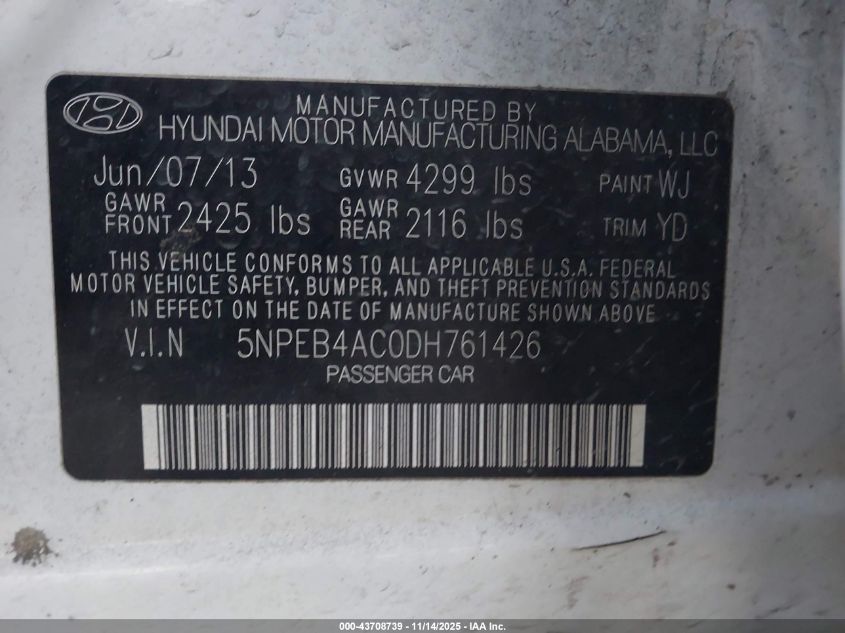 MANUFACTURED BY
HYUNDAI MOTOR MANUFACTURING ALABAMA, LLC
Jun/07/13 GVWR 4299 lbs PAINT WJ
GAWR FRONT 2425 lbs GAWR REAR 2116 lbs TRIM YD
THIS VEHICLE CONFORMS TO ALL APPLICABLE U.S.A. FEDERAL
MOTOR VEHICLE SAFETY, BUMPER, AND THEFT PREVENTION STANDARDS
IN EFFECT ON THE DATE OF MANUFACTURE SHOWN ABOVE
V.I.N 5NPEB4AC0DH761426
PASSENGER CAR
000-43708739 - 11/14/2025 - IAA Inc.